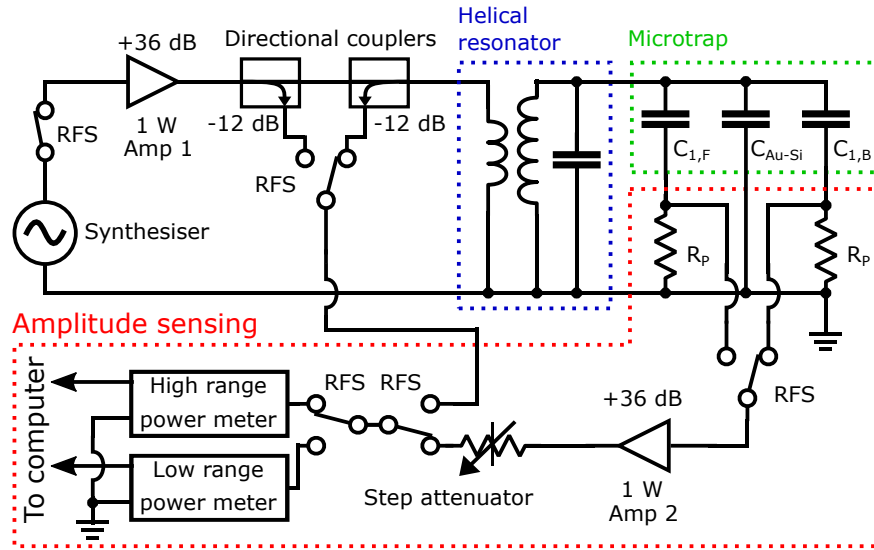 +36 dB
Directional couplers
Helical
resonator
Microtrap
RFS
1 W
Amp 1
-12 dB
-12 dB
RFS
C1,F
CAu-Si
C1,B
Synthesiser
RP
RP
Amplitude sensing
To computer
High range
power meter
RFS
RFS
+36 dB
RFS
Low range
power meter
Step attenuator
1 W
Amp 2